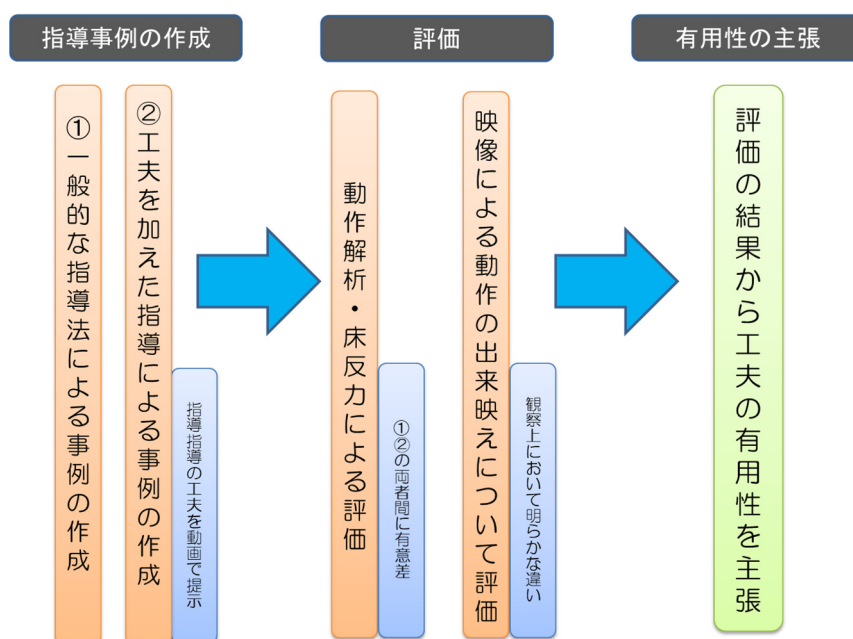 指導事例の作成
評価
有用性の主張
①一般的な指導法による事例の作成
②工夫を加えた指導による事例の作成
指導指導の工夫を動画で提示
動作解析・床反力による評価
①②の両者間に有意差
映像による動作の出来映えについて評価
観察上において明らかな違い
評価の結果から工夫の有用性を主張